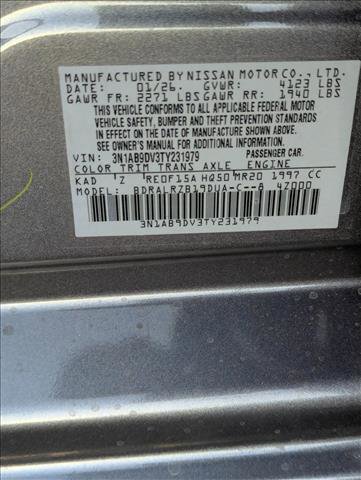 MANUFACTURED BY NISSAN MOTOR CO., LTD.
DATE: 01/26. GVWR: 4123 LBS
GAWR FR: 2271 LBS GAWR RR: 1940 LBS
THIS VEHICLE CONFORMS TO ALL APPLICABLE FEDERAL MOTOR
VEHICLE SAFETY, BUMPER AND THEFT PREVENTION STANDARDS
IN EFFECT ON THE DATE OF MANUFACTURE SHOWN ABOVE.
SEE OWNER'S MANUAL FOR ADDITIONAL INFORMATION
VIN: 3N1AB9DV3TY231979 PASSENGER CAR.
COLOR TRIM TRANS AXLE ENGINE
KAD Z RE0F15A HQ50 MR20 1997 CC
MODEL: BDRALRZB19DUA-C--A 4Z000
3N1AB9DV3TY231979